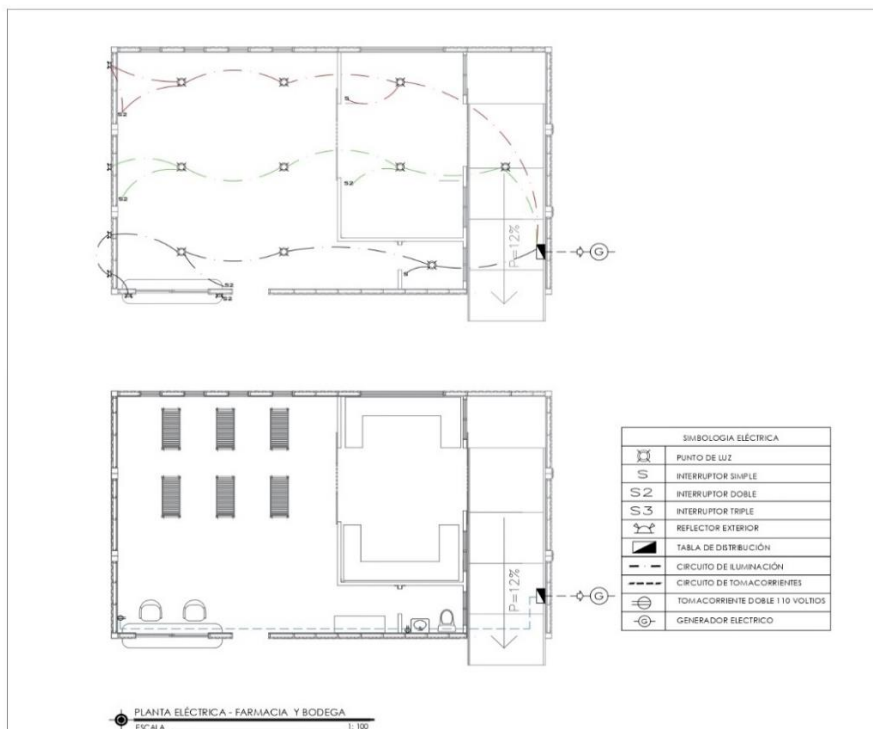 S2
S
S2
S2
P=12%
S
S2
G
P=12%
G
SIMBOLOGIA ELÉCTRICA
PUNTO DE LUZ
S INTERRUPTOR SIMPLE
S2 INTERRUPTOR DOBLE
S3 INTERRUPTOR TRIPLE
REFLECTOR EXTERIOR
TABLA DE DISTRIBUCIÓN
CIRCUITO DE ILUMINACIÓN
CIRCUITO DE TOMACORRIENTES
TOMACORRIENTE DOBLE 110 VOLTIOS
G GENERADOR ELECTRICO
PLANTA ELÉCTRICA - FARMACIA Y BODEGA
ESCALA 1: 100